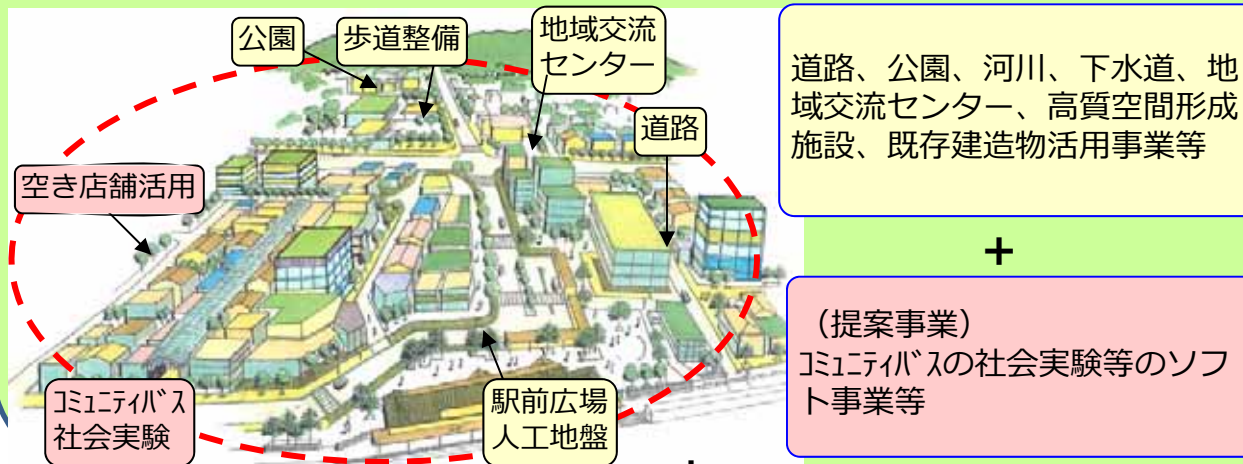 公園
歩道整備
地域交流
センター
道路
空き店舗活用
ｺﾐｭﾆﾃｨﾊﾞｽ
社会実験
駅前広場
人工地盤
道路、公園、河川、下水道、地
域交流センター、高質空間形成
施設、既存建造物活用事業等
+
（提案事業）
ｺﾐｭﾆﾃｨﾊﾞｽの社会実験等のソフ
ト事業等